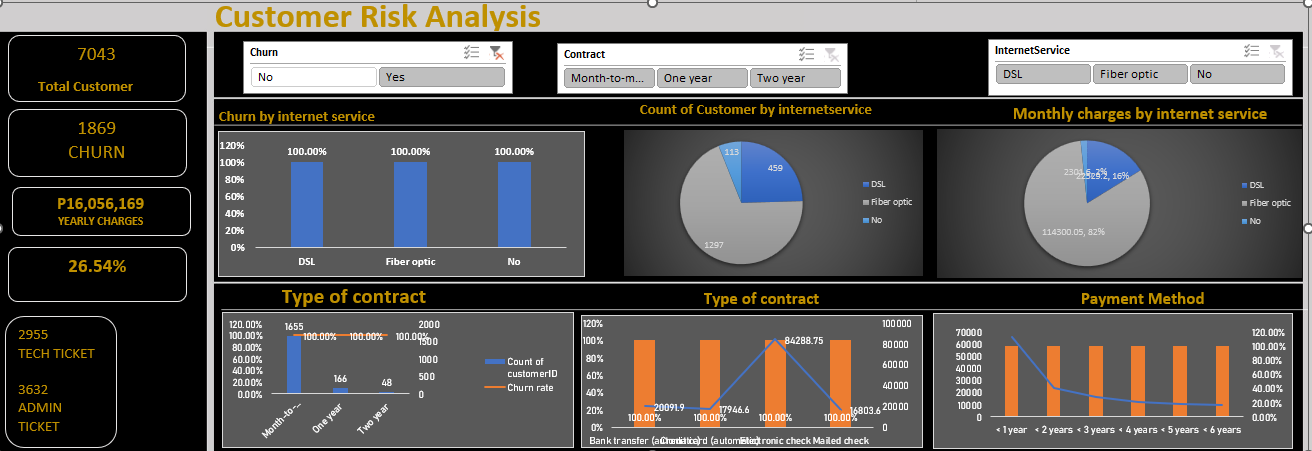 Customer Risk Analysis
7043
Total Customer
1869
CHURN
P16,056,169
YEARLY CHARGES
26.54%
2955
TECH TICKET
3632
ADMIN
TICKET
Churn
No
Yes
Contract
Month-to-m...
One year
Two year
InternetService
DSL
Fiber optic
No
Churn by internet service
120%
100%
80%
60%
40%
20%
0%
100.00%
100.00%
100.00%
DSL
Fiber optic
No
Count of Customer by internetservice
113
459
1297
DSL
Fiber optic
No
Monthly charges by internet service
22529.2, 16%
114300.05, 82%
DSL
Fiber optic
No
Type of contract
120.00%
100.00%
80.00%
60.00%
40.00%
20.00%
0.00%
1655
166
48
100.00%
100.00%
100.00%
2000
1500
1000
500
0
Month-to-...
One year
Two year
Count of
customerID
Churn rate
Type of contract
120%
100%
80%
60%
40%
20%
0%
20091.9
17946.6
84288.75
16803.6
100.00%
100.00%
100.00%
100.00%
100000
80000
60000
40000
20000
0
Bank transfer (automatic)
Credit card (automatic)
Electronic check
Mailed check
Payment Method
70000
60000
50000
40000
30000
20000
10000
0
120.00%
100.00%
80.00%
60.00%
40.00%
20.00%
0.00%
< 1 year
< 2 years
< 3 years
< 4 years
< 5 years
< 6 years